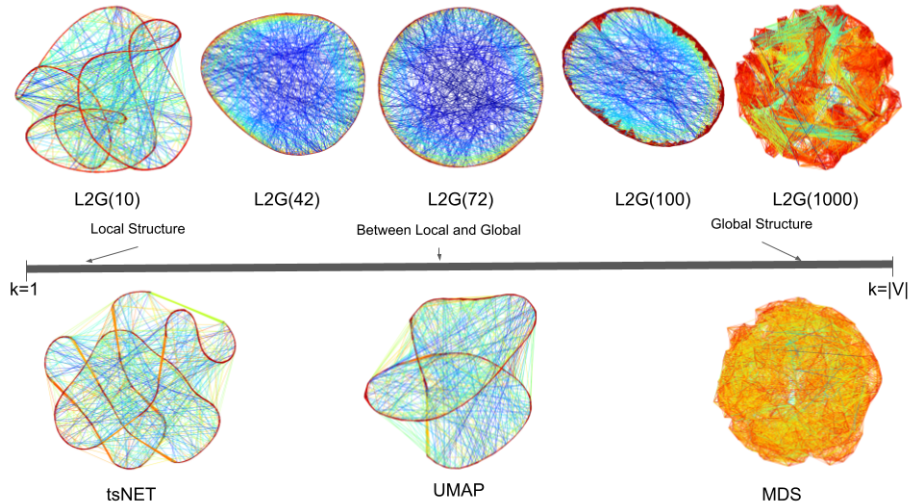 L2G(10) L2G(42) L2G(72) L2G(100) L2G(1000)
Local Structure Between Local and Global Global Structure
k=1 k=|V|
tsNET UMAP MDS